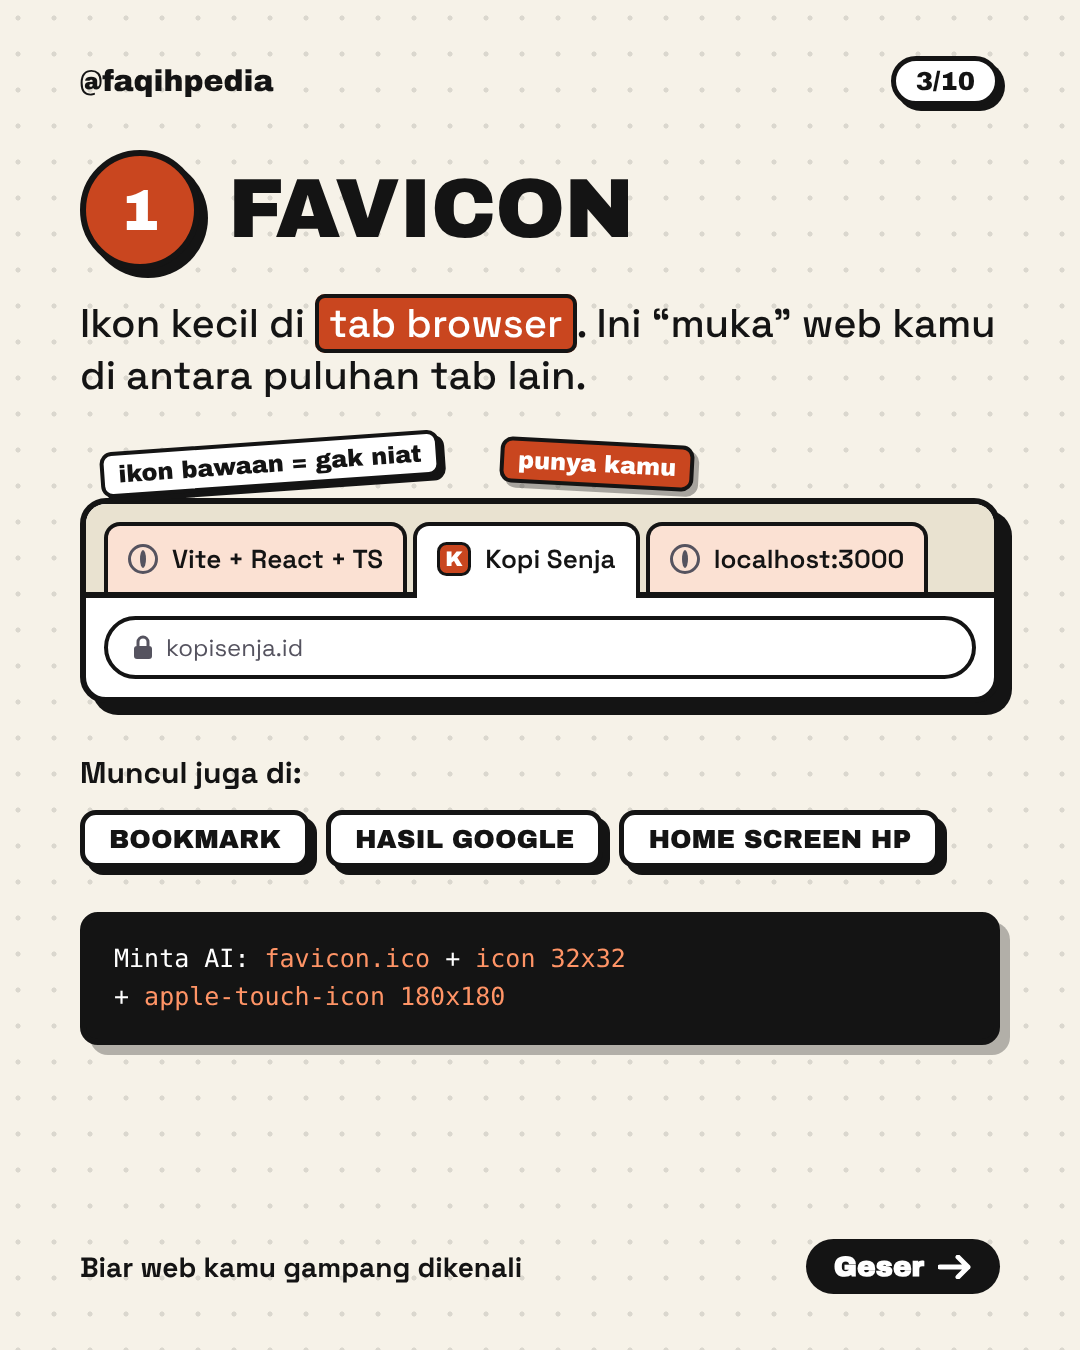 @faqihpedia
3/10
1
FAVICON
Ikon kecil di tab browser. Ini “muka” web kamu
di antara puluhan tab lain.
ikon bawaan = gak niat
punya kamu
Vite + React + TS
K
Kopi Senja
localhost:3000
kopisenja.id
Muncul juga di:
BOOKMARK
HASIL GOOGLE
HOME SCREEN HP
Minta AI: favicon.ico + icon 32x32
+ apple-touch-icon 180x180
Biar web kamu gampang dikenali
Geser →